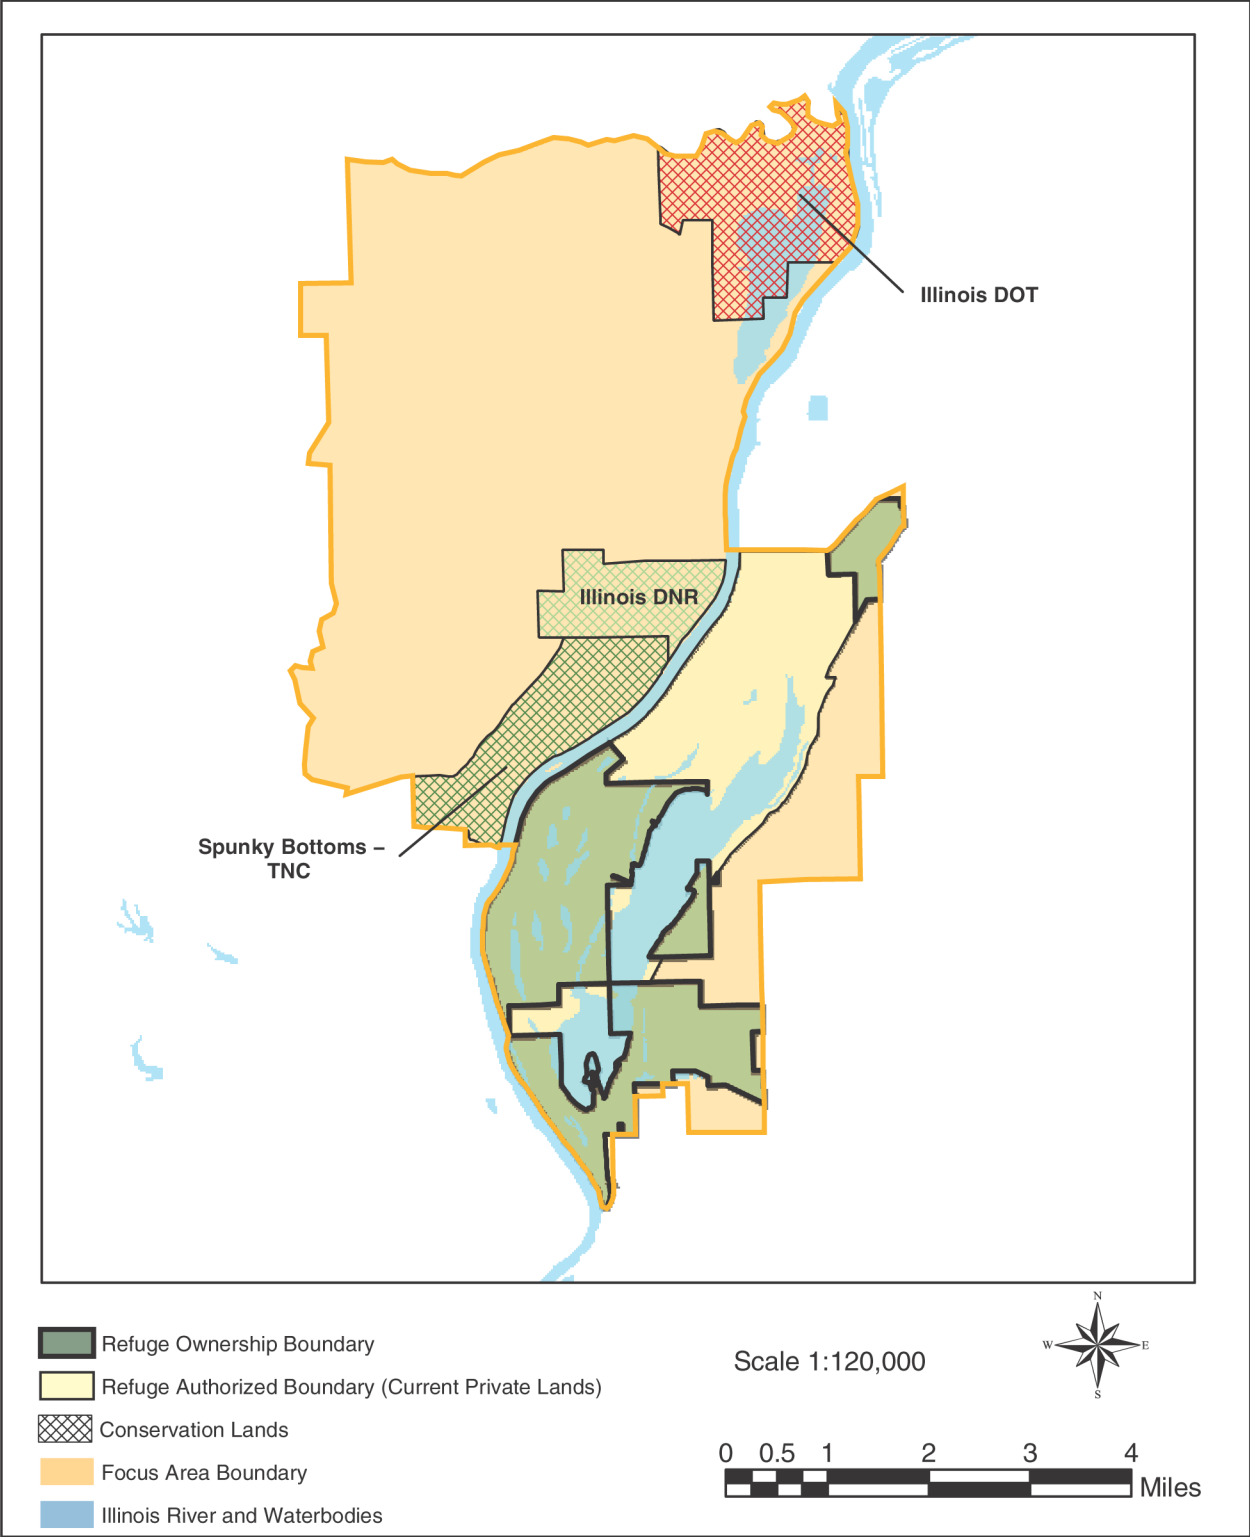 Illinois DOT
Illinois DNR
Spunky Bottoms –
TNC
Refuge Ownership Boundary
Refuge Authorized Boundary (Current Private Lands)
Conservation Lands
Focus Area Boundary
Illinois River and Waterbodies
Scale 1:120,000
N
W E
S
0 0.5 1 2 3 4
Miles